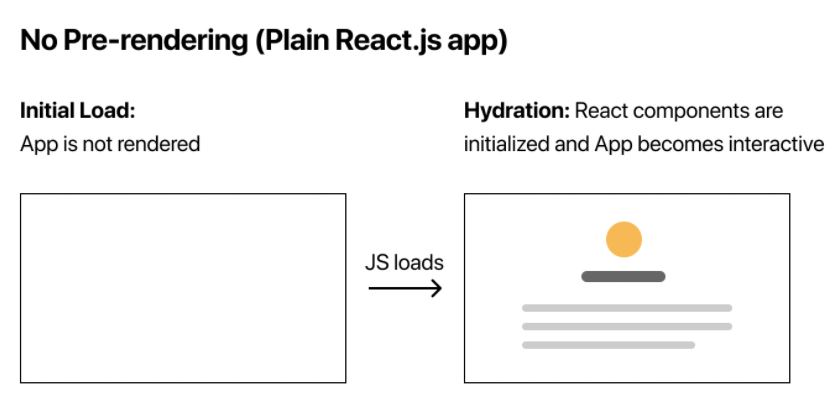 No Pre-rendering (Plain React.js app)
Initial Load:
App is not rendered
Hydration: React components are
initialized and App becomes interactive
JS loads